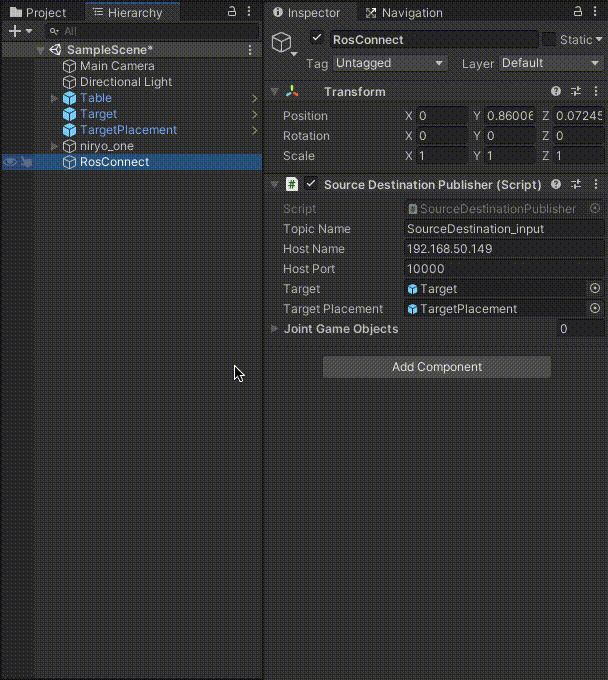 Project
Hierarchy
All
SampleScene*
Main Camera
Directional Light
Table
Target
TargetPlacement
niryo_one
RosConnect
Inspector
Navigation
RosConnect
Static
Tag Untagged
Layer Default
Transform
Position X 0 Y 0.86006 Z 0.07245
Rotation X 0 Y 0 Z 0
Scale X 1 Y 1 Z 1
Source Destination Publisher (Script)
Script SourceDestinationPublisher
Topic Name SourceDestination_input
Host Name 192.168.50.149
Host Port 10000
Target Target
Target Placement TargetPlacement
Joint Game Objects 0
Add Component